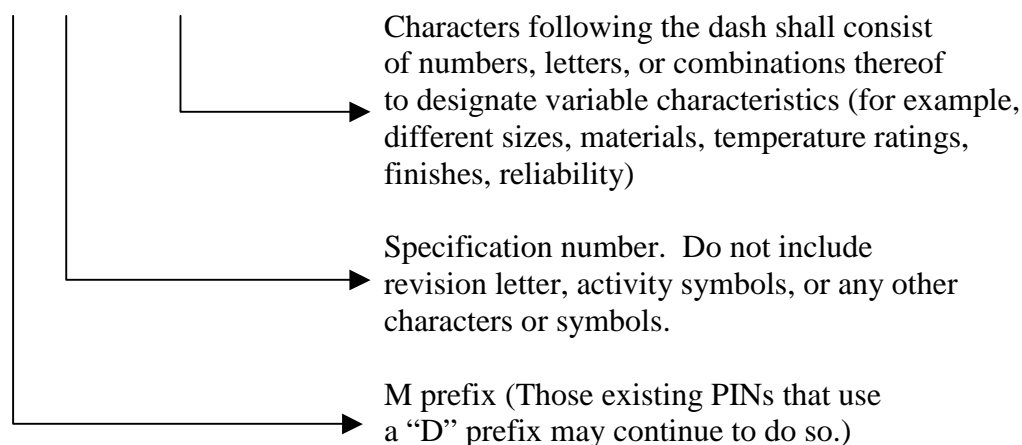 Characters following the dash shall consist
of numbers, letters, or combinations thereof
to designate variable characteristics (for example,
different sizes, materials, temperature ratings,
finishes, reliability)
Specification number.  Do not include
revision letter, activity symbols, or any other
characters or symbols.
M prefix (Those existing PINs that use
a “D” prefix may continue to do so.)